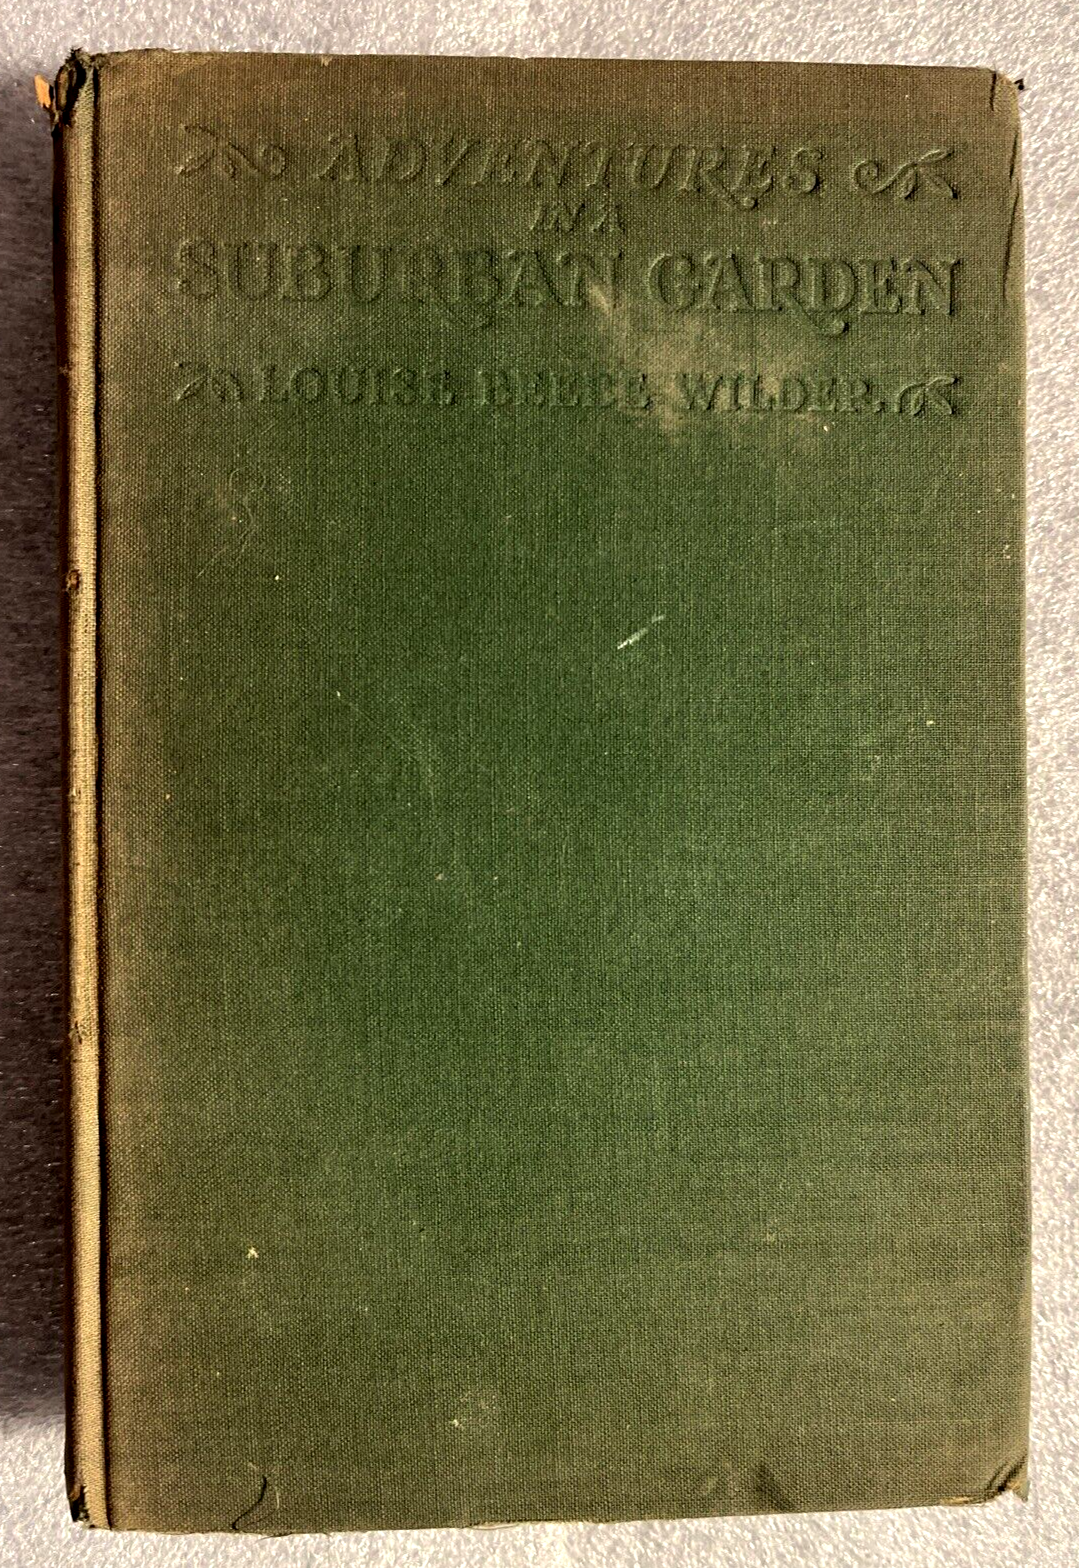 ADVENTURES
IN A
SUBURBAN GARDEN
LOUISE BEEBE WILDER.